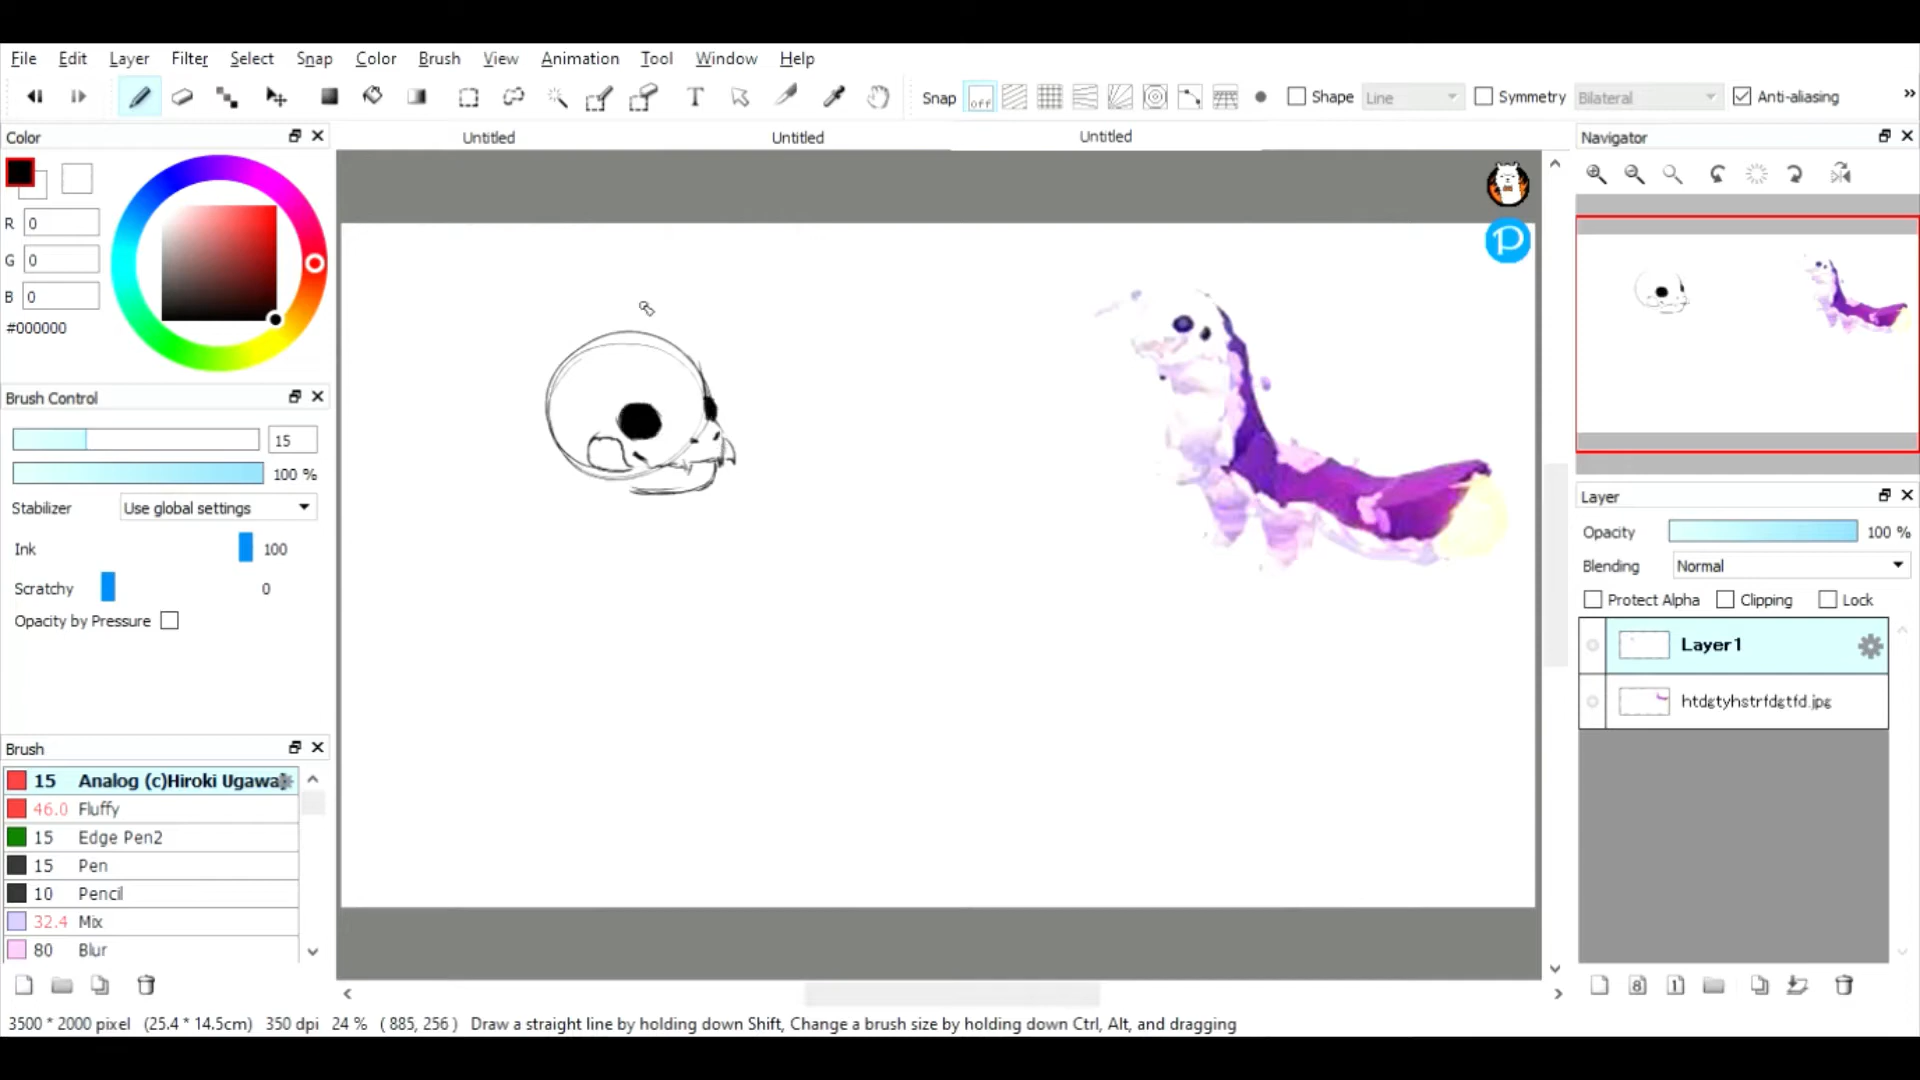 File Edit Layer Filter Select Snap Color Brush View Animation Tool Window Help
T Snap off Shape Line Symmetry Bilateral Anti-aliasing »
Color
R 0
G 0
B 0
#000000
Brush Control
15
100 %
Stabilizer Use global settings
Ink 100
Scratchy 0
Opacity by Pressure
Brush
15 Analog (c)Hiroki Ugawa
46.0 Fluffy
15 Edge Pen2
15 Pen
10 Pencil
32.4 Mix
80 Blur
Untitled Untitled Untitled
P
Navigator
Layer
Opacity 100 %
Blending Normal
Protect Alpha Clipping Lock
Layer1
htdgtyhstrfdgtfd.jpg
8 1
3500 * 2000 pixel (25.4 * 14.5cm) 350 dpi 24 % ( 885, 256 ) Draw a straight line by holding down Shift, Change a brush size by holding down Ctrl, Alt, and dragging